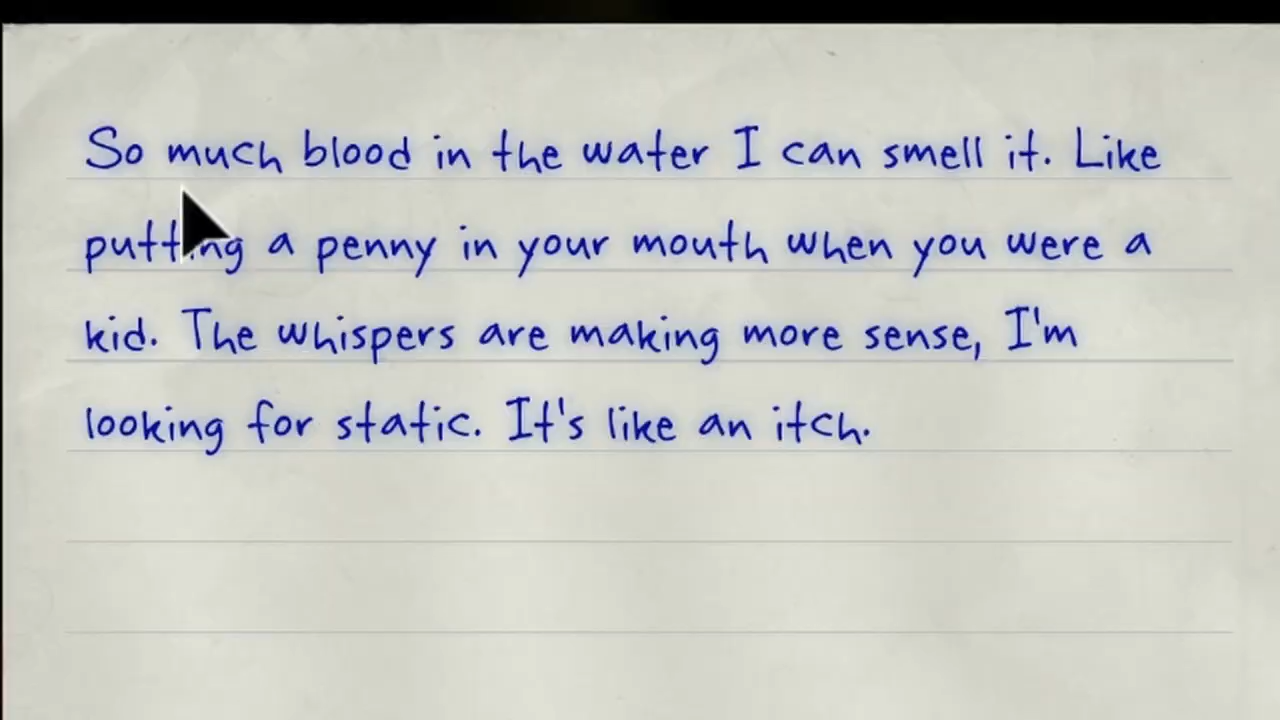 So much blood in the water I can smell it. Like
putting a penny in your mouth when you were a
kid. The whispers are making more sense, I'm
looking for static. It's like an itch.